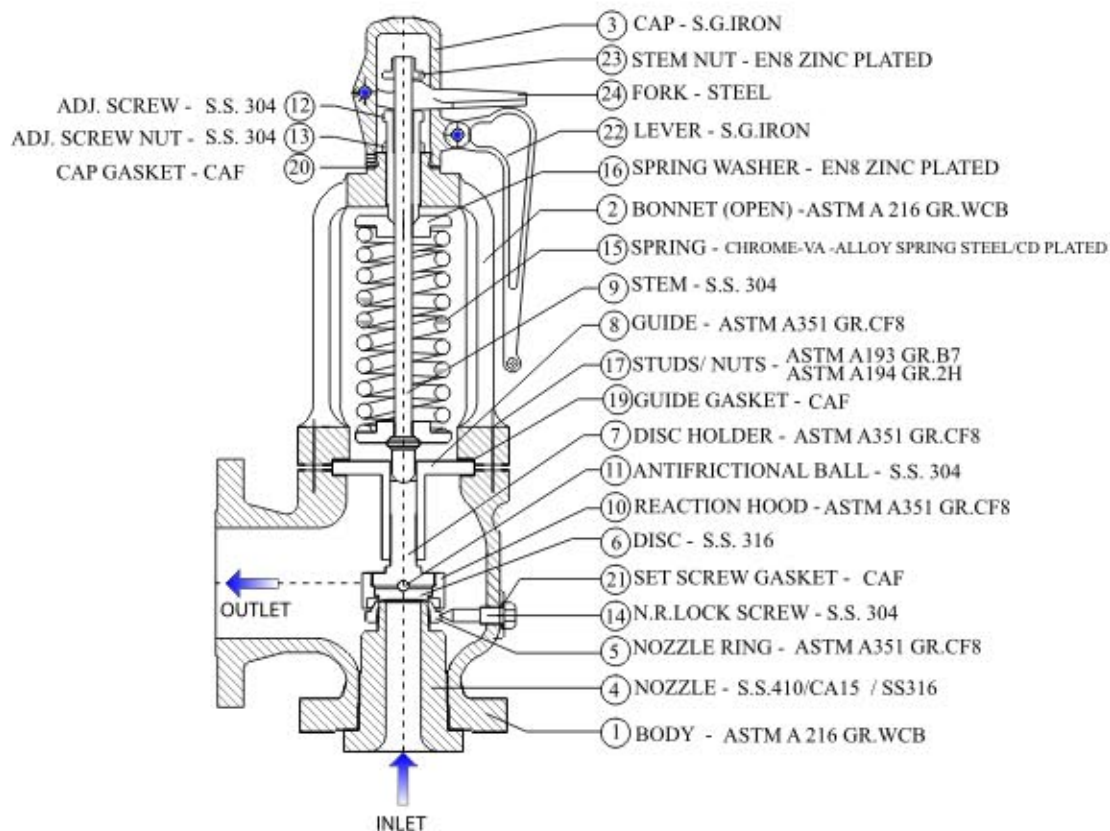 3 CAP - S.G.IRON
23 STEM NUT - EN8 ZINC PLATED
24 FORK - STEEL
ADJ. SCREW - S.S. 304 12
22 LEVER - S.G.IRON
ADJ. SCREW NUT - S.S. 304 13
CAP GASKET - CAF 20
16 SPRING WASHER - EN8 ZINC PLATED
2 BONNET (OPEN) -ASTM A 216 GR.WCB
15 SPRING - CHROME-VA -ALLOY SPRING STEEL/CD PLATED
9 STEM - S.S. 304
8 GUIDE - ASTM A351 GR.CF8
17 STUDS/ NUTS - ASTM A193 GR.B7
ASTM A194 GR.2H
19 GUIDE GASKET - CAF
7 DISC HOLDER - ASTM A351 GR.CF8
11 ANTIFRICTIONAL BALL - S.S. 304
10 REACTION HOOD - ASTM A351 GR.CF8
6 DISC - S.S. 316
21 SET SCREW GASKET - CAF
OUTLET
14 N.R.LOCK SCREW - S.S. 304
5 NOZZLE RING - ASTM A351 GR.CF8
4 NOZZLE - S.S.410/CA15 / SS316
1 BODY - ASTM A 216 GR.WCB
INLET